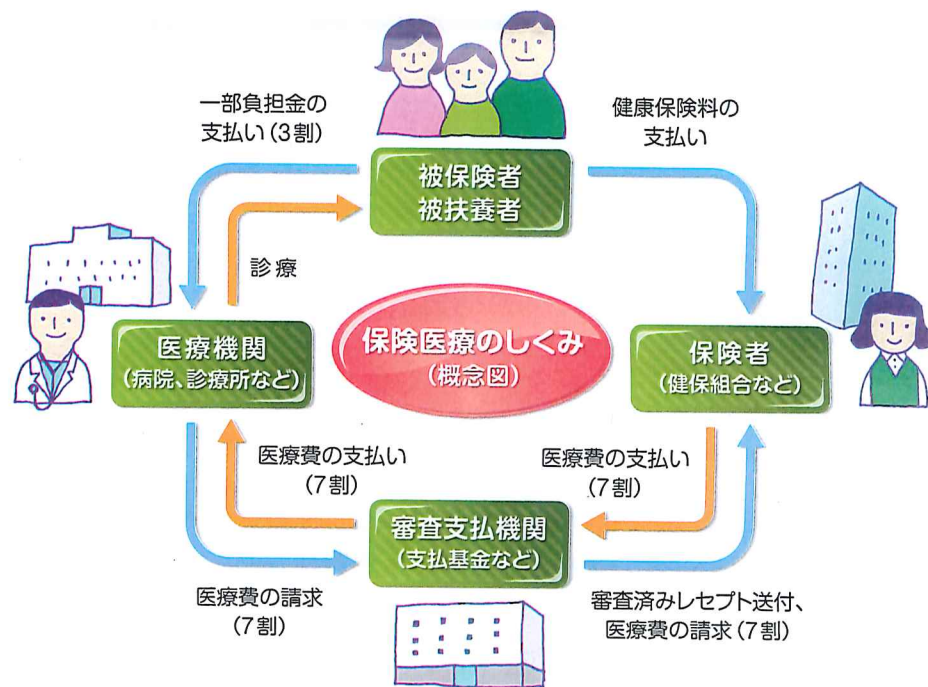 一部負担金の
支払い(3割)
健康保険料の
支払い
被保険者
被扶養者
診療
医療機関
(病院、診療所など)
保険医療のしくみ
(概念図)
保険者
(健保組合など)
医療費の支払い
(7割)
医療費の支払い
(7割)
審査支払機関
(支払基金など)
医療費の請求
(7割)
審査済みレセプト送付、
医療費の請求(7割)